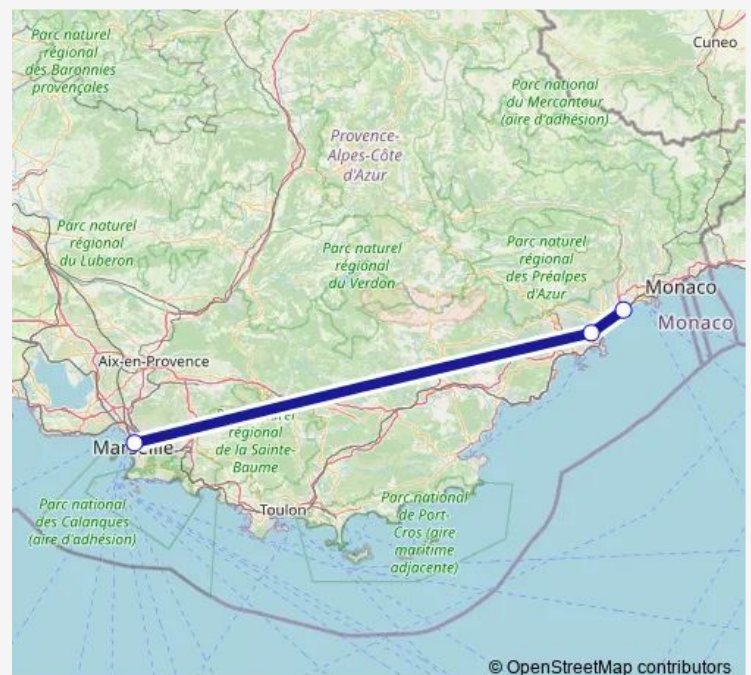 Parc naturel
régional
des Baronnies
provençales
Cuneo
Parc national
du Mercantour
(aire d'adhésion)
Provence-
Alpes-Côte
d'Azur
Parc naturel
régional
du Luberon
Parc naturel
régional
du Verdon
Parc naturel
régional
des Préalpes
d'Azur
Monaco
Monaco
Aix-en-Provence
régional
de la Sainte-
Baume
Marseille
Toulon
Parc national
des Calanques
(aire d'adhésion)
Parc national
de Port-
Cros (aire
maritime
adjacente)
© OpenStreetMap contributors